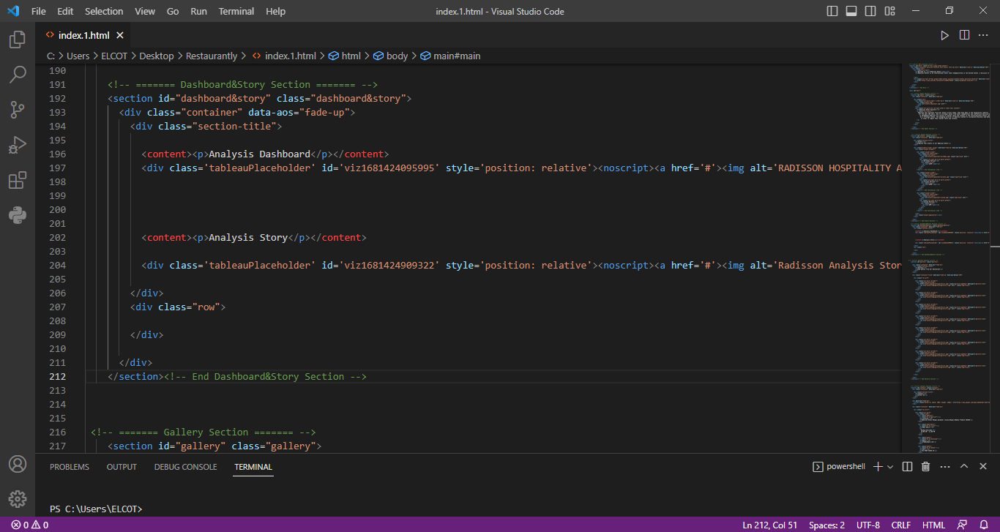 File Edit Selection View Go Run Terminal Help index.1.html - Visual Studio Code
<> index.1.html
C: > Users > ELCOT > Desktop > Restaurantly > <> index.1.html > html > body > main#main
190
191 <!-- ======= Dashboard&Story Section ======= -->
192 <section id="dashboard&story" class="dashboard&story">
193 <div class="container" data-aos="fade-up">
194 <div class="section-title">
195
196 <content><p>Analysis Dashboard</p></content>
197 <div class='tableauPlaceholder' id='viz1681424095995' style='position: relative'><noscript><a href='#'><img alt='RADISSON HOSPITALITY A
198
199
200
201
202 <content><p>Analysis Story</p></content>
203
204 <div class='tableauPlaceholder' id='viz1681424909322' style='position: relative'><noscript><a href='#'><img alt='Radisson Analysis Stor
205
206 </div>
207 <div class="row">
208
209 </div>
210
211 </div>
212 </section><!-- End Dashboard&Story Section -->
213
214
215
216 <!-- ======= Gallery Section ======= -->
217 <section id="gallery" class="gallery">
PROBLEMS OUTPUT DEBUG CONSOLE TERMINAL powershell
PS C:\Users\ELCOT>
0 0 Ln 212, Col 51 Spaces: 2 UTF-8 CRLF HTML